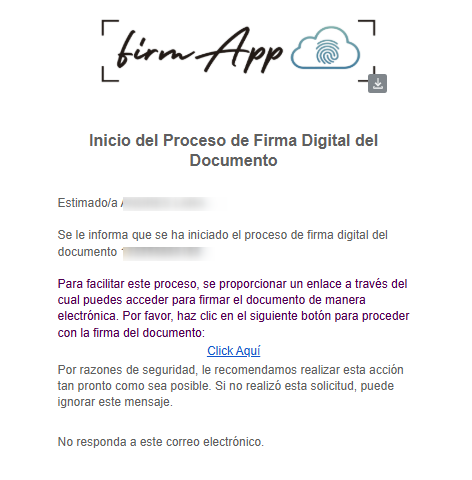 firmApp
Inicio del Proceso de Firma Digital del
Documento
Estimado/a
Se le informa que se ha iniciado el proceso de firma digital del
documento
Para facilitar este proceso, se proporcionar un enlace a través del
cual puedes acceder para firmar el documento de manera
electrónica. Por favor, haz clic en el siguiente botón para proceder
con la firma del documento:
Click Aquí
Por razones de seguridad, le recomendamos realizar esta acción
tan pronto como sea posible. Si no realizó esta solicitud, puede
ignorar este mensaje.
No responda a este correo electrónico.